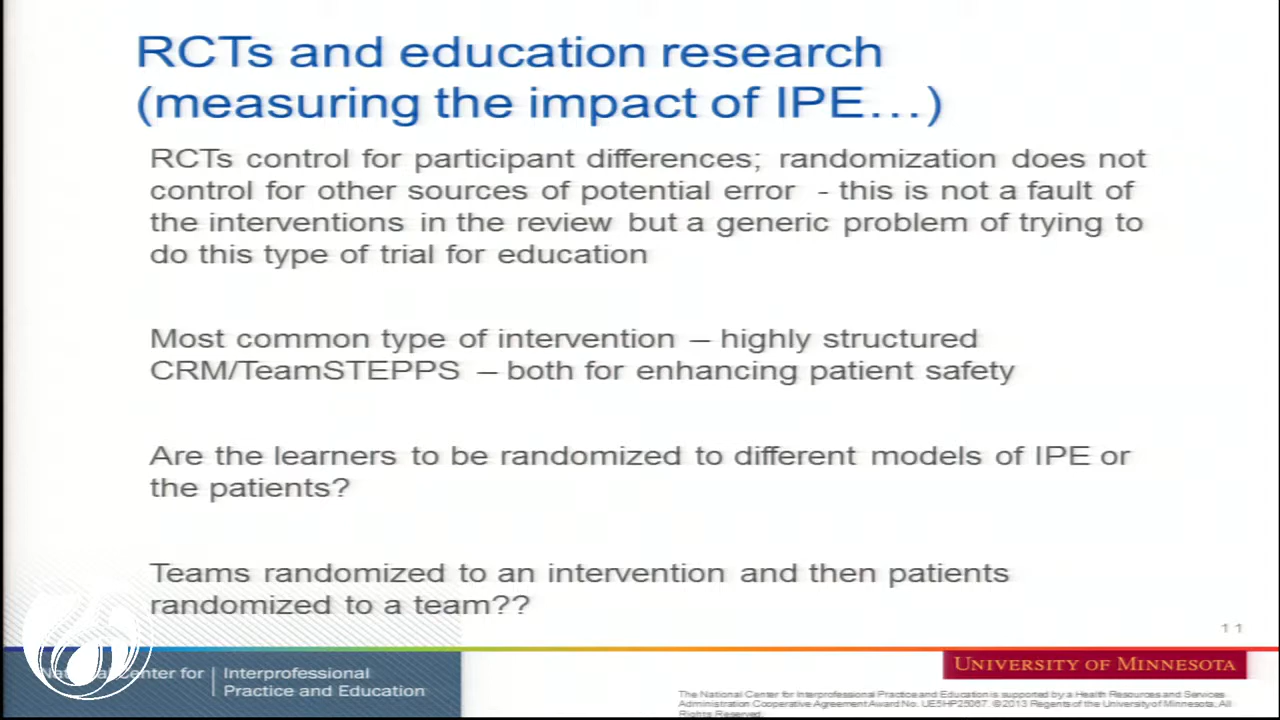 RCTs and education research
(measuring the impact of IPE…)
RCTs control for participant differences; randomization does not
control for other sources of potential error - this is not a fault of
the interventions in the review but a generic problem of trying to
do this type of trial for education
Most common type of intervention – highly structured
CRM/TeamSTEPPS – both for enhancing patient safety
Are the learners to be randomized to different models of IPE or
the patients?
Teams randomized to an intervention and then patients
randomized to a team??
11
National Center for
Interprofessional
Practice and Education
UNIVERSITY OF MINNESOTA
The National Center for Interprofessional Practice and Education is supported by a Health Resources and Services
Administration Cooperative Agreement Award No. UE5HP25067. ©2013 Regents of the University of Minnesota, All
Rights Reserved.